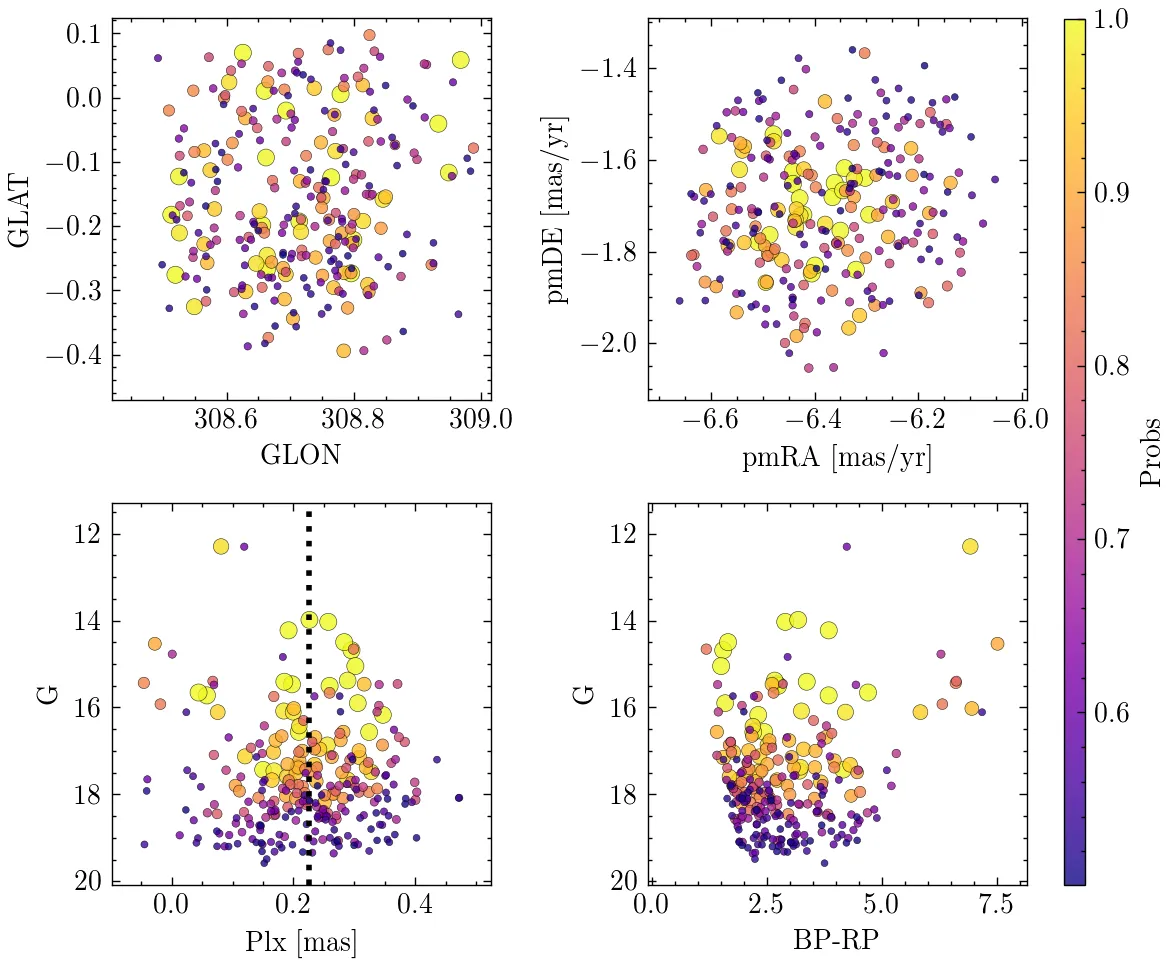 0.1
0.0
−0.1
−0.2
−0.3
−0.4
GLAT
308.6 308.8 309.0
GLON
−1.4
−1.6
−1.8
−2.0
pmDE [mas/yr]
−6.6 −6.4 −6.2 −6.0
pmRA [mas/yr]
1.0
0.9
0.8
0.7
0.6
Probs
12
14
16
18
20
G
0.0 0.2 0.4
Plx [mas]
12
14
16
18
20
G
0.0 2.5 5.0 7.5
BP-RP